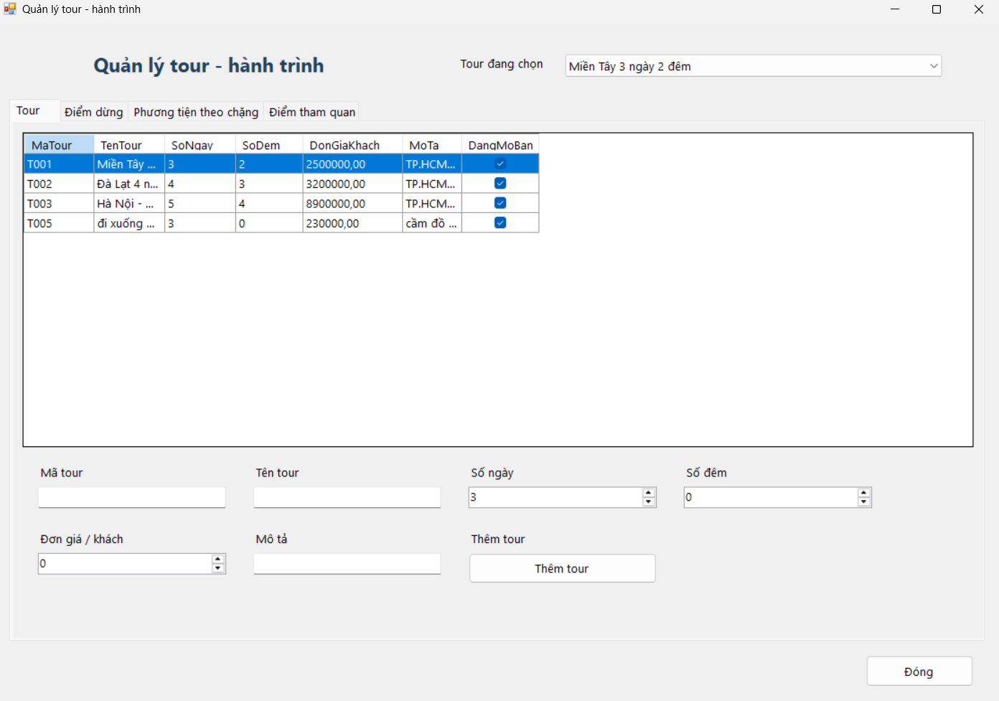 Quản lý tour - hành trình
Quản lý tour - hành trình
Tour đang chọn
Miền Tây 3 ngày 2 đêm
Tour Điểm dừng Phương tiện theo chặng Điểm tham quan
MaTour TenTour SoNgay SoDem DonGiaKhach MoTa DangMoBan
T001 Miền Tây ... 3 2 2500000,00 TP.HCM...
T002 Đà Lạt 4 n... 4 3 3200000,00 TP.HCM...
T003 Hà Nội - ... 5 4 8900000,00 TP.HCM...
T005 đi xuống ... 3 0 230000,00 cầm đồ ...
Mã tour Tên tour Số ngày Số đêm
3 0
Đơn giá / khách Mô tả Thêm tour
0 Thêm tour
Đóng